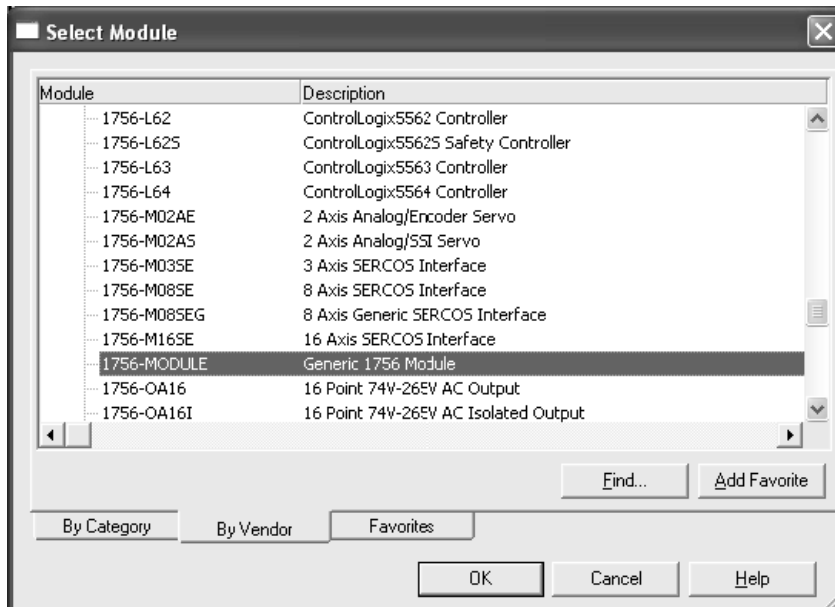 Select Module
Module Description
1756-L62 ControlLogix5562 Controller
1756-L62S ControlLogix5562S Safety Controller
1756-L63 ControlLogix5563 Controller
1756-L64 ControlLogix5564 Controller
1756-M02AE 2 Axis Analog/Encoder Servo
1756-M02AS 2 Axis Analog/SSI Servo
1756-M03SE 3 Axis SERCOS Interface
1756-M08SE 8 Axis SERCOS Interface
1756-M08SEG 8 Axis Generic SERCOS Interface
1756-M16SE 16 Axis SERCOS Interface
1756-MODULE Generic 1756 Module
1756-OA16 16 Point 74V-265V AC Output
1756-OA16I 16 Point 74V-265V AC Isolated Output
Find... Add Favorite
By Category By Vendor Favorites
OK Cancel Help